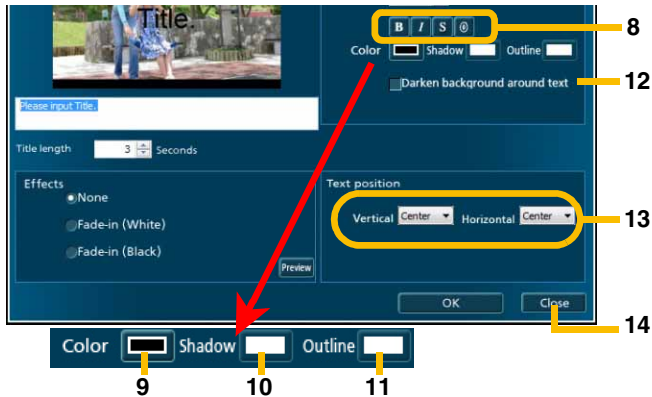 Title.
B I S 8
Color Shadow Outline
Darken background around text 12
Please input Title.
Title length 3 Seconds
Effects
None
Fade-in (White)
Fade-in (Black)
Preview
Text position
Vertical Center Horizontal Center 13
OK Close
14
Color Shadow Outline
9 10 11